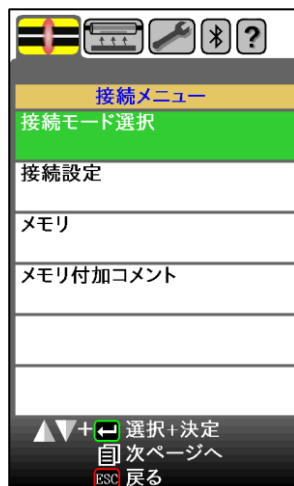 ?
接続メニュー
接続モード選択
接続設定
メモリ
メモリ付加コメント
+ 選択+決定
次ページへ
ESC 戻る